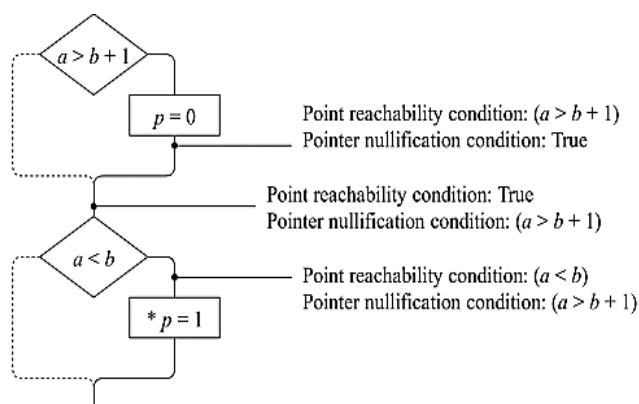 a > b + 1
p = 0
Point reachability condition: (a > b + 1)
Pointer nullification condition: True
Point reachability condition: True
Pointer nullification condition: (a > b + 1)
a < b
Point reachability condition: (a < b)
Pointer nullification condition: (a > b + 1)
* p = 1